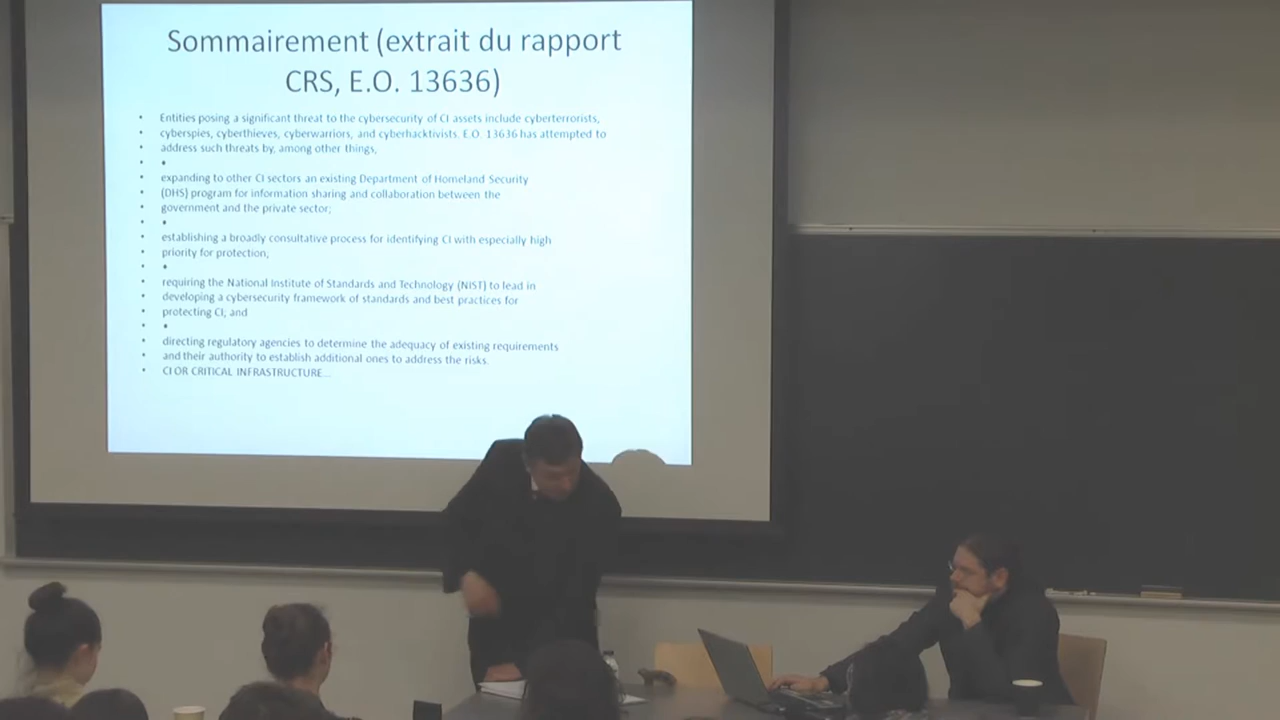 Sommairement (extrait du rapport
CRS, E.O. 13636)
• Entities posing a significant threat to the cybersecurity of CI assets include cyberterrorists,
• cyberspies, cyberthieves, cyberwarriors, and cyberhacktivists. E.O. 13636 has attempted to
• address such threats by, among other things,
• •
• expanding to other CI sectors an existing Department of Homeland Security
• (DHS) program for information sharing and collaboration between the
• government and the private sector;
• •
• establishing a broadly consultative process for identifying CI with especially high
• priority for protection;
• •
• requiring the National Institute of Standards and Technology (NIST) to lead in
• developing a cybersecurity framework of standards and best practices for
• protecting CI; and
• •
• directing regulatory agencies to determine the adequacy of existing requirements
• and their authority to establish additional ones to address the risks.
• CI OR CRITICAL INFRASTRUCTURE...